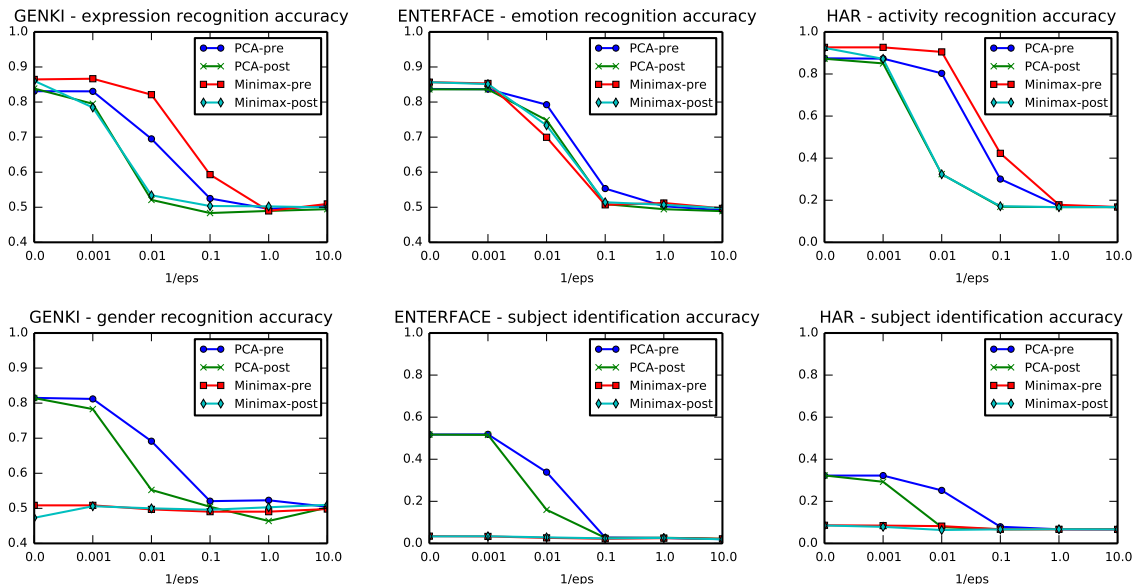 GENKI - expression recognition accuracy
1.0
0.9
0.8
0.7
0.6
0.5
0.4
PCA-pre
PCA-post
Minimax-pre
Minimax-post
0.0 0.001 0.01 0.1 1.0 10.0
1/eps
ENTERFACE - emotion recognition accuracy
1.0
0.9
0.8
0.7
0.6
0.5
0.4
PCA-pre
PCA-post
Minimax-pre
Minimax-post
0.0 0.001 0.01 0.1 1.0 10.0
1/eps
HAR - activity recognition accuracy
1.0
0.8
0.6
0.4
0.2
0.0
PCA-pre
PCA-post
Minimax-pre
Minimax-post
0.0 0.001 0.01 0.1 1.0 10.0
1/eps
GENKI - gender recognition accuracy
1.0
0.9
0.8
0.7
0.6
0.5
0.4
PCA-pre
PCA-post
Minimax-pre
Minimax-post
0.0 0.001 0.01 0.1 1.0 10.0
1/eps
ENTERFACE - subject identification accuracy
1.0
0.8
0.6
0.4
0.2
0.0
PCA-pre
PCA-post
Minimax-pre
Minimax-post
0.0 0.001 0.01 0.1 1.0 10.0
1/eps
HAR - subject identification accuracy
1.0
0.8
0.6
0.4
0.2
0.0
PCA-pre
PCA-post
Minimax-pre
Minimax-post
0.0 0.001 0.01 0.1 1.0 10.0
1/eps